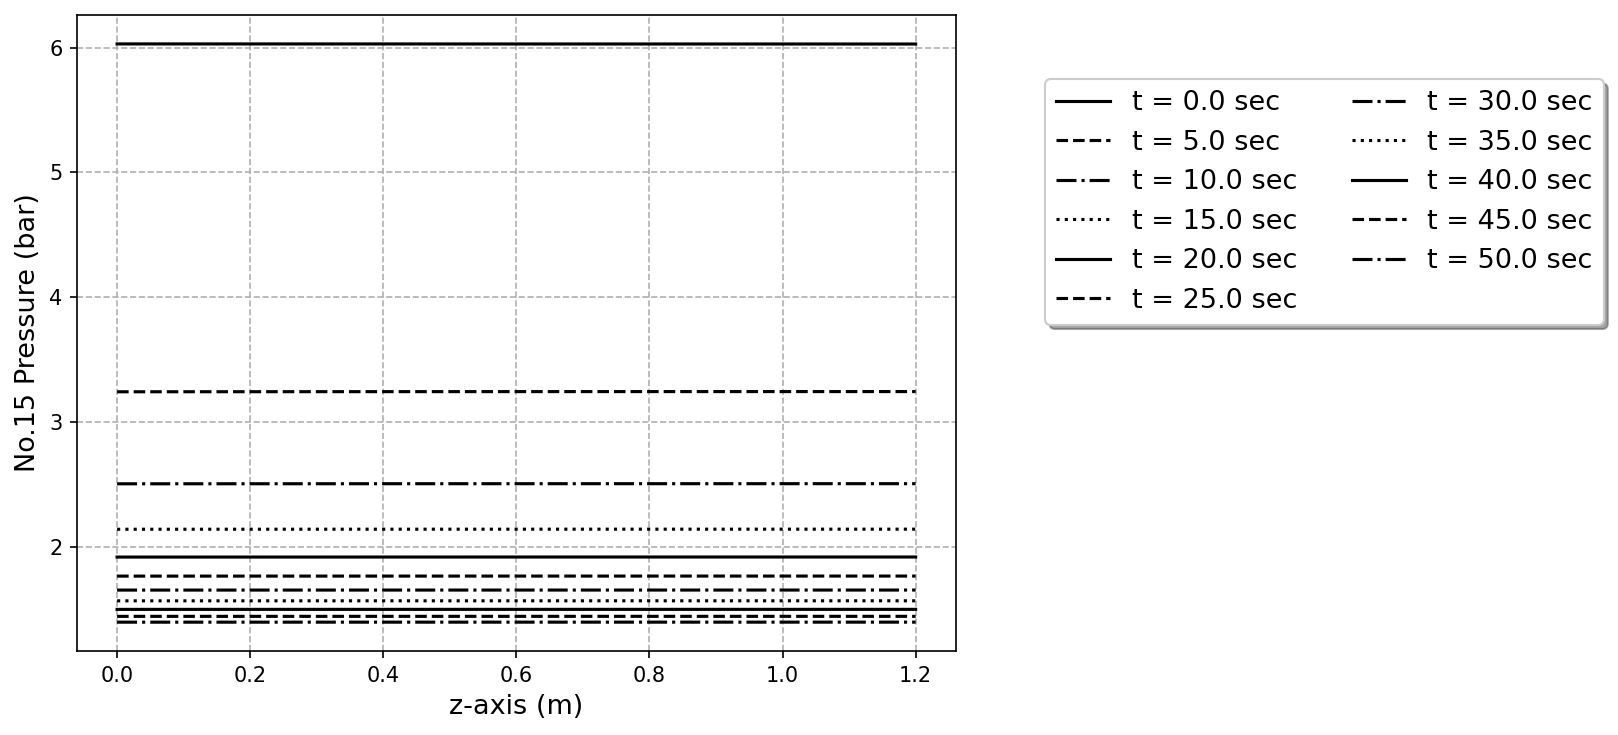 No.15 Pressure (bar)
6
5
4
3
2
0.0 0.2 0.4 0.6 0.8 1.0 1.2
z-axis (m)
t = 0.0 sec
t = 5.0 sec
t = 10.0 sec
t = 15.0 sec
t = 20.0 sec
t = 25.0 sec
t = 30.0 sec
t = 35.0 sec
t = 40.0 sec
t = 45.0 sec
t = 50.0 sec